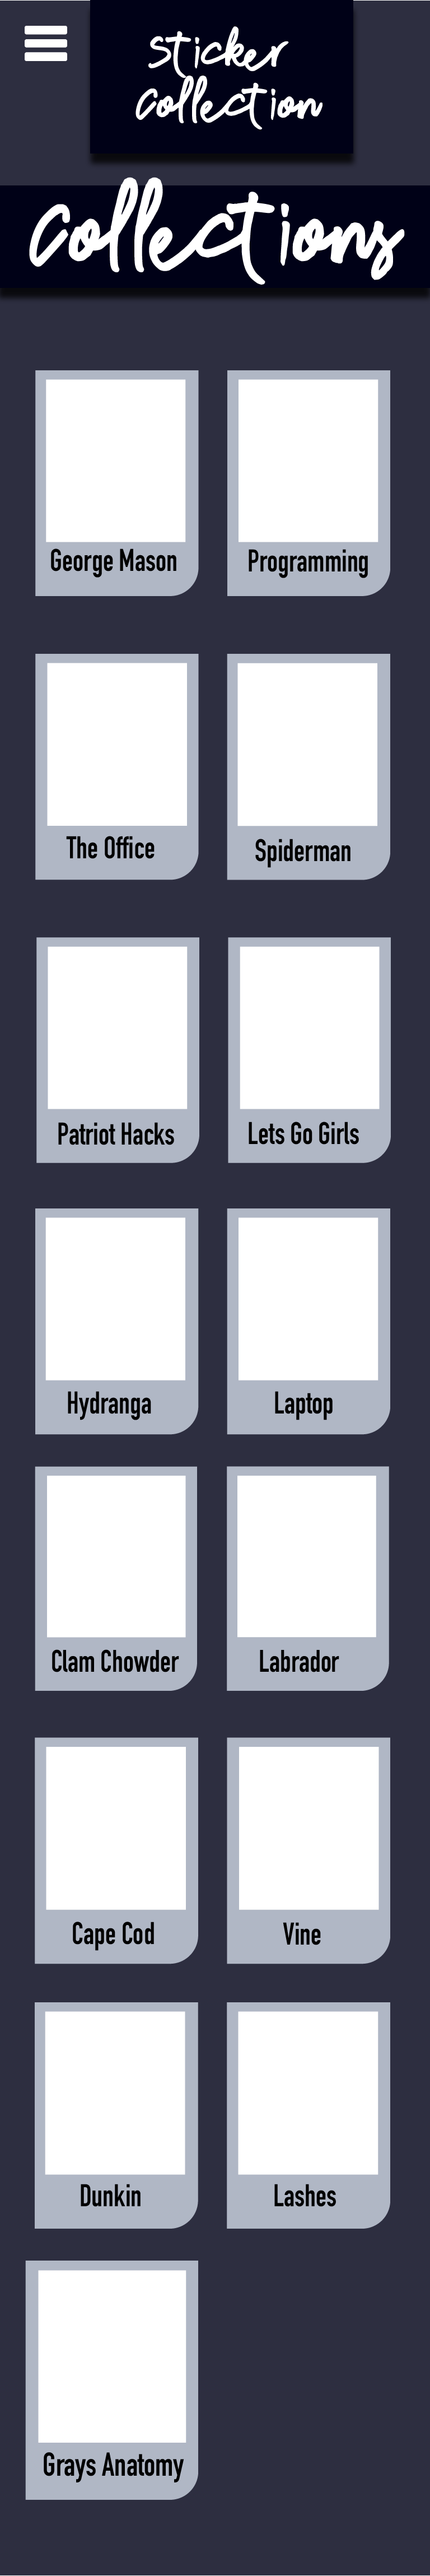 Sticker
Collection
Collections
George Mason
Programming
The Office
Spiderman
Patriot Hacks
Lets Go Girls
Hydranga
Laptop
Clam Chowder
Labrador
Cape Cod
Vine
Dunkin
Lashes
Grays Anatomy